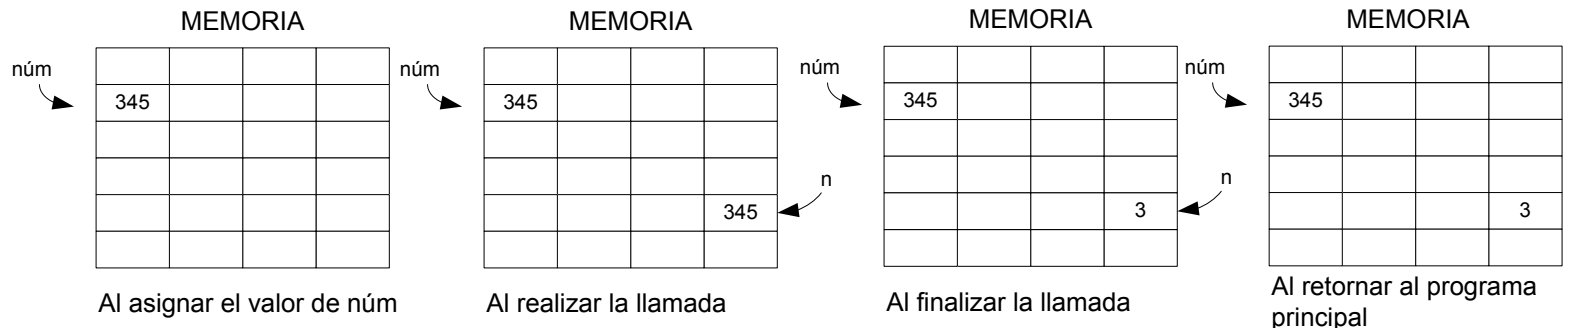 MEMORIA
núm
345
Al asignar el valor de núm
MEMORIA
núm
345
n
345
Al realizar la llamada
MEMORIA
núm
345
n
3
Al finalizar la llamada
MEMORIA
núm
345
3
Al retornar al programa
principal